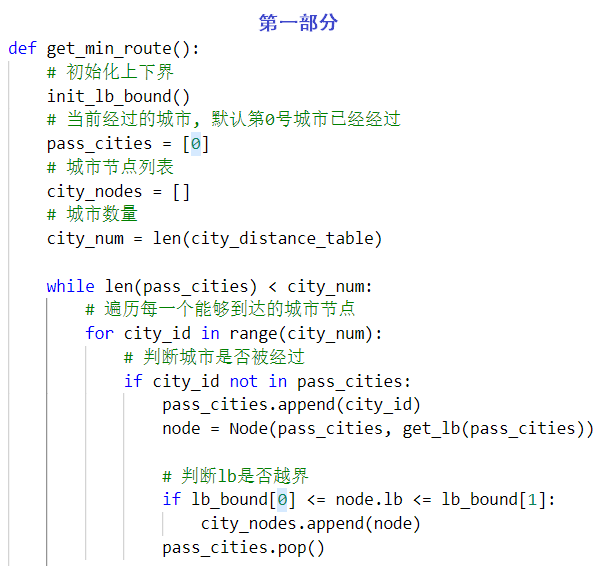 第一部分
def get_min_route():
    # 初始化上下界
    init_lb_bound()
    # 当前经过的城市, 默认第0号城市已经经过
    pass_cities = [0]
    # 城市节点列表
    city_nodes = []
    # 城市数量
    city_num = len(city_distance_table)
    while len(pass_cities) < city_num:
        # 遍历每一个能够到达的城市节点
        for city_id in range(city_num):
            # 判断城市是否被经过
            if city_id not in pass_cities:
                pass_cities.append(city_id)
                node = Node(pass_cities, get_lb(pass_cities))
                # 判断lb是否越界
                if lb_bound[0] <= node.lb <= lb_bound[1]:
                    city_nodes.append(node)
                pass_cities.pop()